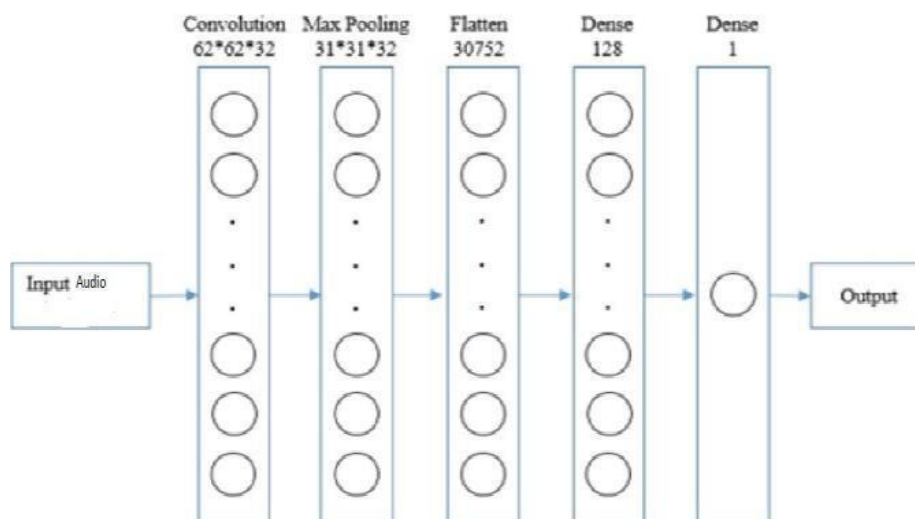 Convolution
62*62*32
Max Pooling
31*31*32
Flatten
30752
Dense
128
Dense
1
Input Audio
Output